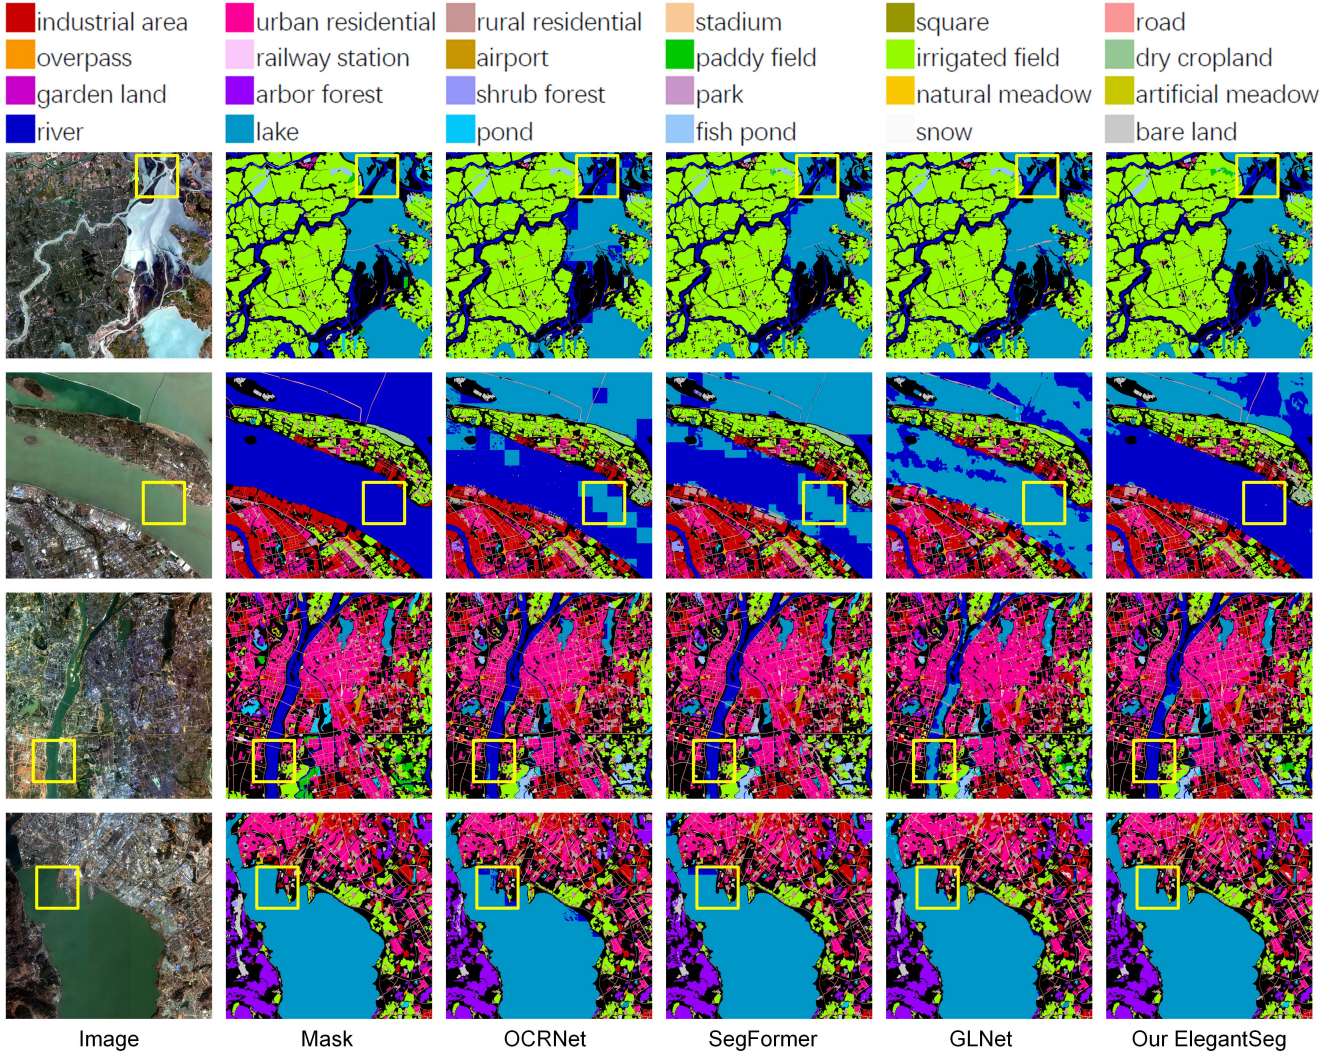 industrial area urban residential rural residential stadium square road
overpass railway station airport paddy field irrigated field dry cropland
garden land arbor forest shrub forest park natural meadow artificial meadow
river lake pond fish pond snow bare land
Image Mask OCRNet SegFormer GLNet Our ElegantSeg